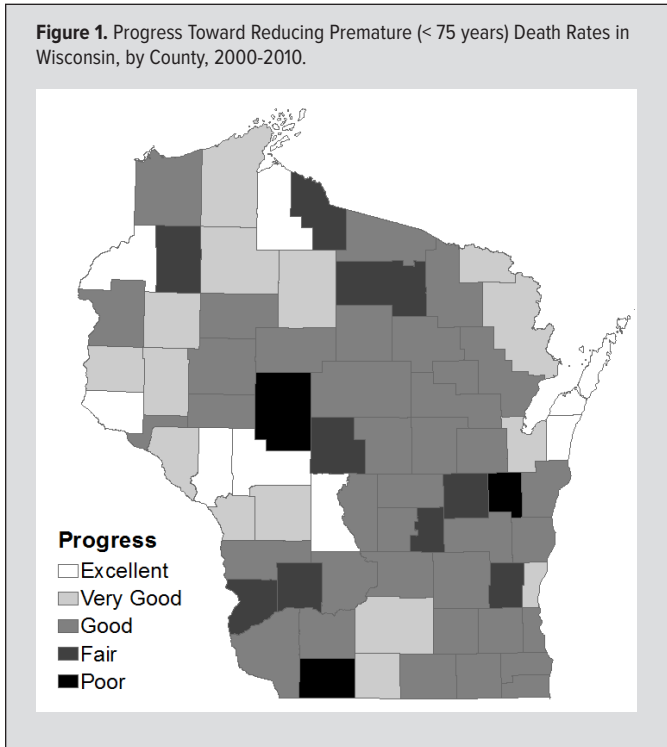 Figure 1. Progress Toward Reducing Premature (< 75 years) Death Rates in
Wisconsin, by County, 2000-2010.
Progress
Excellent
Very Good
Good
Fair
Poor